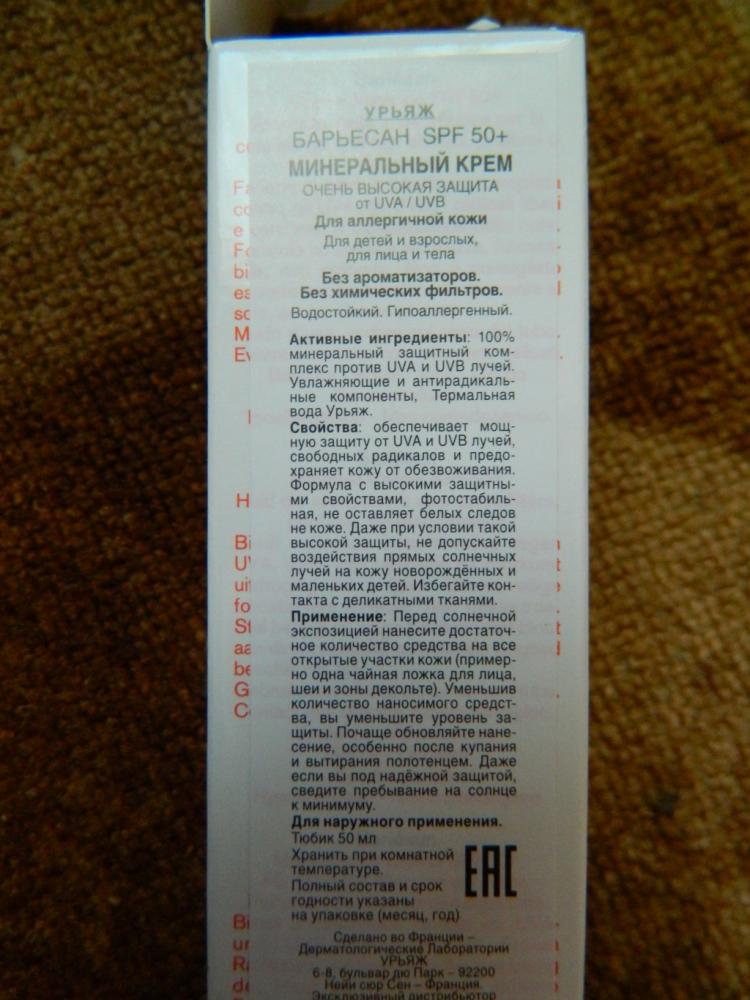 УРЬЯЖ
БАРЬЕСАН SPF 50+
МИНЕРАЛЬНЫЙ КРЕМ
ОЧЕНЬ ВЫСОКАЯ ЗАЩИТА
от UVA / UVB
Для аллергичной кожи
Для детей и взрослых,
для лица и тела
Без ароматизаторов.
Без химических фильтров.
Водостойкий. Гипоаллергенный.
Активные ингредиенты: 100%
минеральный защитный ком-
плекс против UVA и UVB лучей.
Увлажняющие и антирадикаль-
ные компоненты, Термальная
вода Урьяж.
Свойства: обеспечивает мощ-
ную защиту от UVA и UVB лучей,
свободных радикалов и предо-
храняет кожу от обезвоживания.
Формула с высокими защитны-
ми свойствами, фотостабиль-
ная, не оставляет белых следов
не коже. Даже при условии такой
высокой защиты, не допускайте
воздействия прямых солнечных
лучей на кожу новорождённых и
маленьких детей. Избегайте кон-
такта с деликатными тканями.
Применение: Перед солнечной
экспозицией нанесите достаточ-
ное количество средства на все
открытые участки кожи (пример-
но одна чайная ложка для лица,
шеи и зоны декольте). Уменьшив
количество наносимого средст-
ва, вы уменьшите уровень за-
щиты. Почаще обновляйте нане-
сение, особенно после купания
и вытирания полотенцем. Даже
если вы под надёжной защитой,
сведите пребывание на солнце
к минимуму.
Для наружного применения.
Тюбик 50 мл
Хранить при комнатной
температуре.
EAC
Полный состав и срок
годности указаны
на упаковке (месяц, год)
Сделано во Франции –
Дерматологические Лаборатории
УРЬЯЖ
6-8, бульвар дю Парк – 92200
Нейи сюр Сен – Франция.
Эксклюзивный дистрибьютор